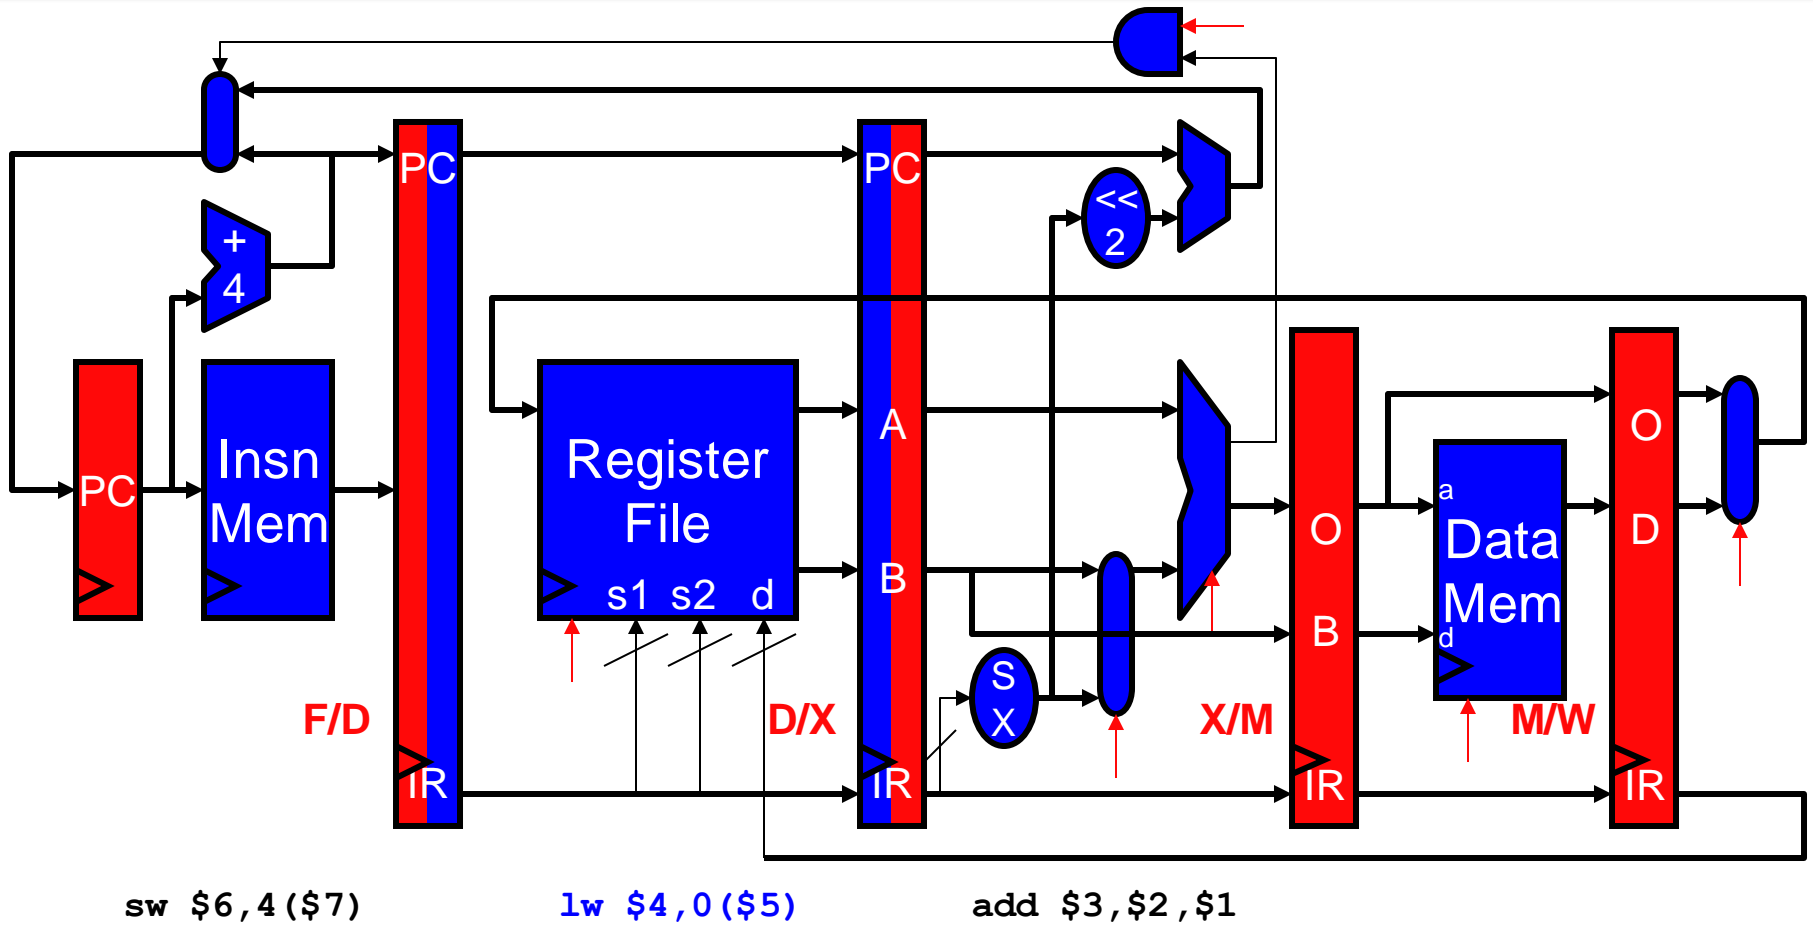 PC
PC
<<
2
+
4
PC
Insn
Mem
Register
File
s1 s2 d
A
B
S
X
O
B
a
Data
Mem
d
O
D
F/D
D/X
X/M
M/W
IR
IR
IR
IR
sw $6,4($7)
lw $4,0($5)
add $3,$2,$1